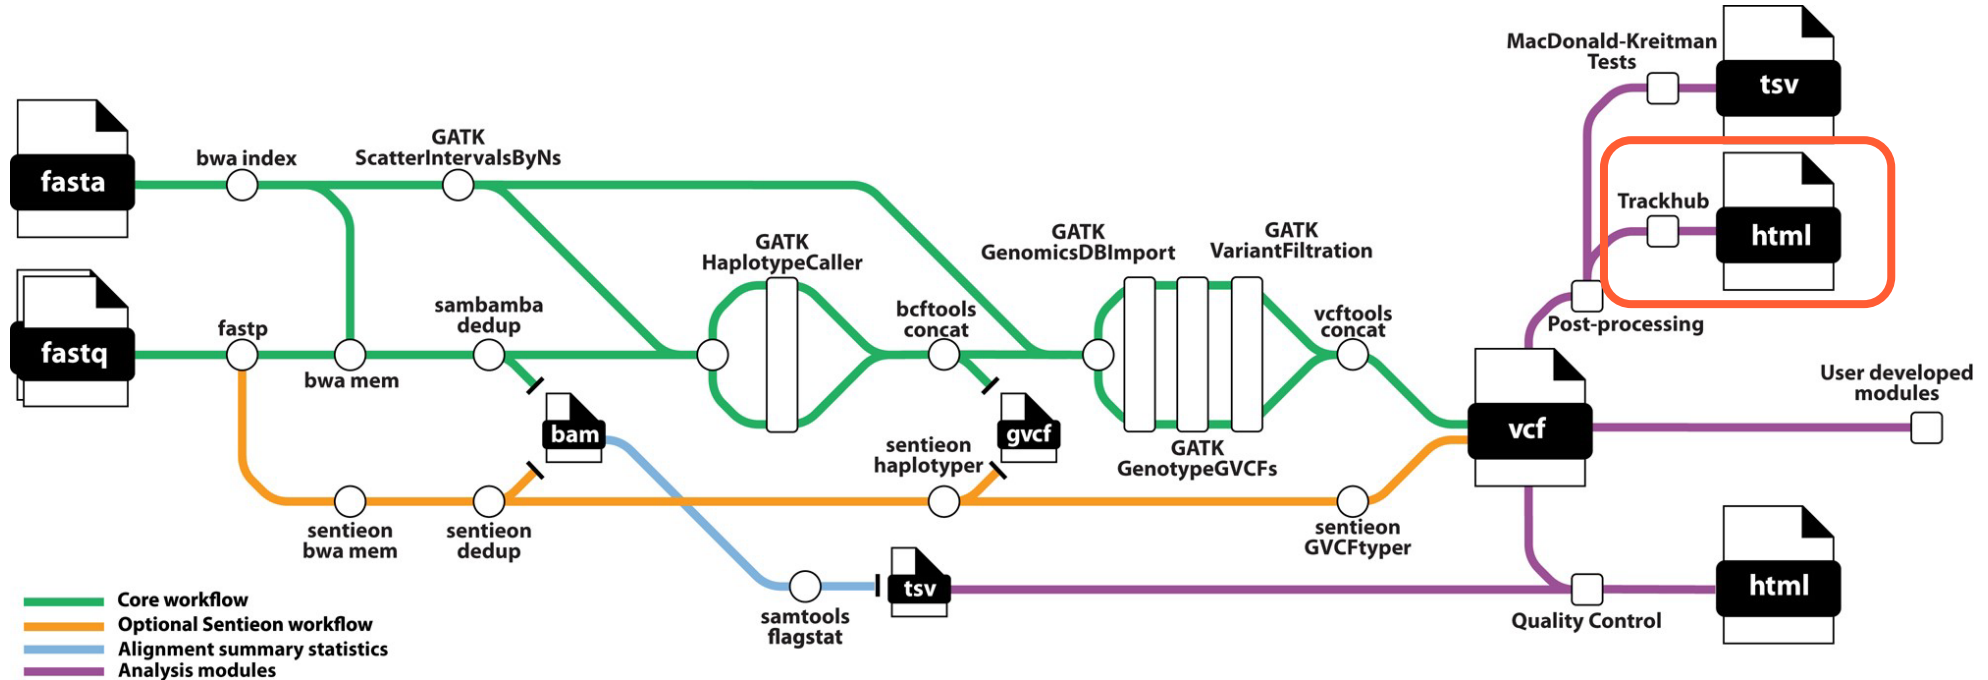 MacDonald-Kreitman
Tests
tsv
fasta
bwa index
GATK
ScatterIntervalsByNs
Trackhub
html
GATK
HaplotypeCaller
GATK
GenomicsDBImport
GATK
VariantFiltration
fastq
fastp
bwa mem
sambamba
dedup
bcftools
concat
vcftools
concat
Post-processing
User developed
modules
bam
gvcf
vcf
sentieon
haplotyper
GATK
GenotypeGVCFs
sentieon
bwa mem
sentieon
dedup
sentieon
GVCFtyper
samtools
flagstat
tsv
Quality Control
html
Core workflow
Optional Sentieon workflow
Alignment summary statistics
Analysis modules